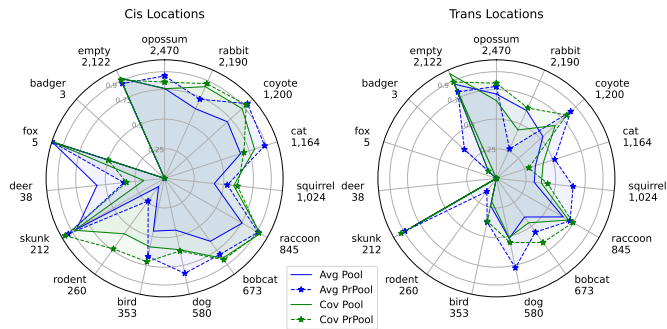 Cis Locations
opossum
2,470
rabbit
2,190
coyote
1,200
cat
1,164
squirrel
1,024
raccoon
845
bobcat
673
dog
580
bird
353
rodent
260
skunk
212
deer
38
fox
5
badger
3
empty
2,122
Trans Locations
opossum
2,470
rabbit
2,190
coyote
1,200
cat
1,164
squirrel
1,024
raccoon
845
bobcat
673
dog
580
bird
353
rodent
260
skunk
212
deer
38
fox
5
badger
3
empty
2,122
Avg Pool
Avg PrPool
Cov Pool
Cov PrPool